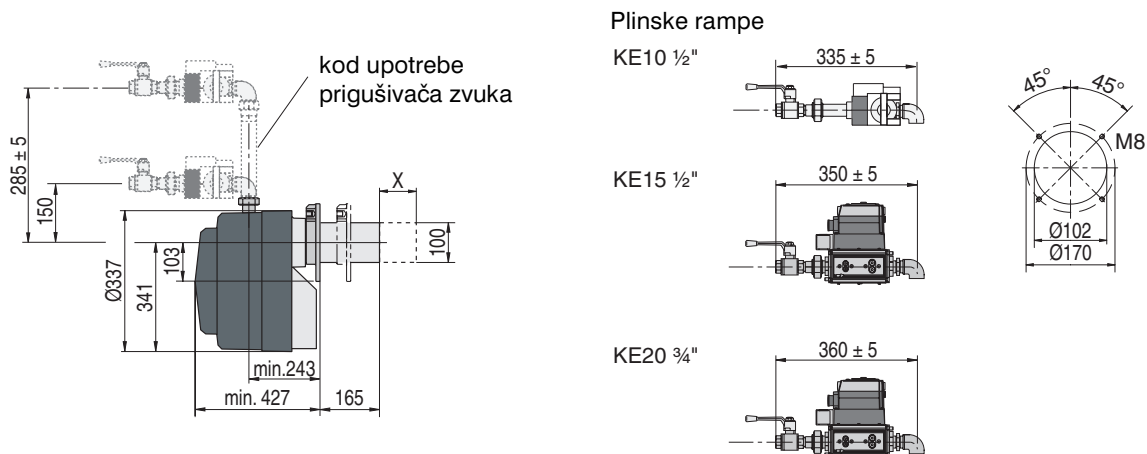 kod upotrebe
prigušivača zvuka
285 ± 5
150
X
100
103
Ø337
341
min.243
min. 427
165
Plinske rampe
KE10 ½"
335 ± 5
KE15 ½"
350 ± 5
KE20 ¾"
360 ± 5
45°
45°
M8
Ø102
Ø170